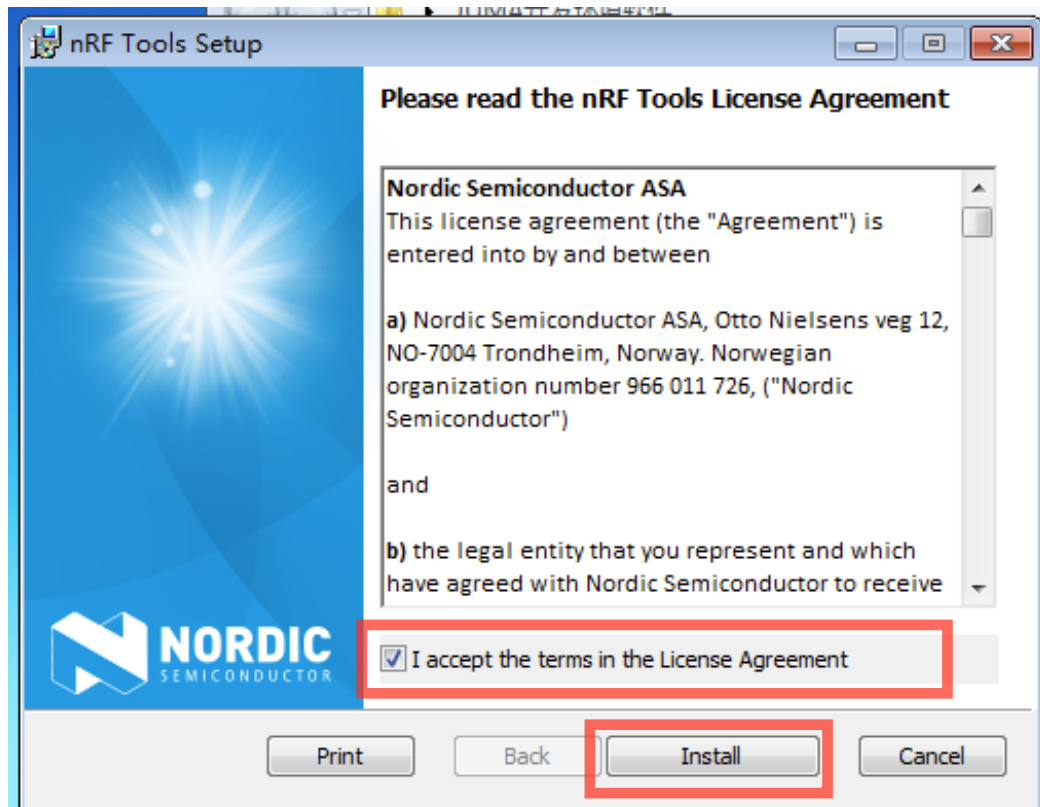 nRF Tools Setup
Please read the nRF Tools License Agreement
Nordic Semiconductor ASA
This license agreement (the "Agreement") is
entered into by and between
a) Nordic Semiconductor ASA, Otto Nielsens veg 12,
NO-7004 Trondheim, Norway. Norwegian
organization number 966 011 726, ("Nordic
Semiconductor")
and
b) the legal entity that you represent and which
have agreed with Nordic Semiconductor to receive
NORDIC
SEMICONDUCTOR
I accept the terms in the License Agreement
Print
Back
Install
Cancel